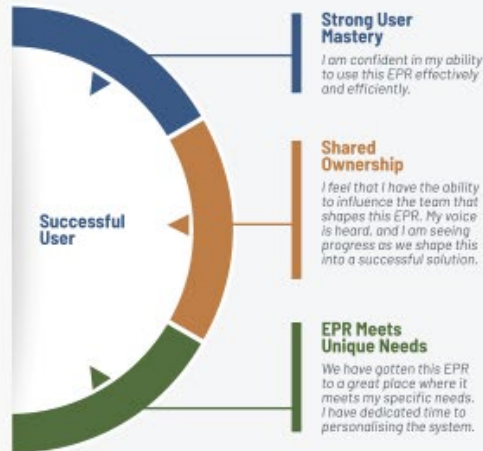 Strong User
Mastery
I am confident in my ability
to use this EPR effectively
and efficiently.
Shared
Ownership
I feel that I have the ability
to influence the team that
shapes this EPR. My voice
is heard, and I am seeing
progress as we shape this
into a successful solution.
Successful
User
EPR Meets
Unique Needs
We have gotten this EPR
to a great place where it
meets my specific needs.
I have dedicated time to
personalising the system.